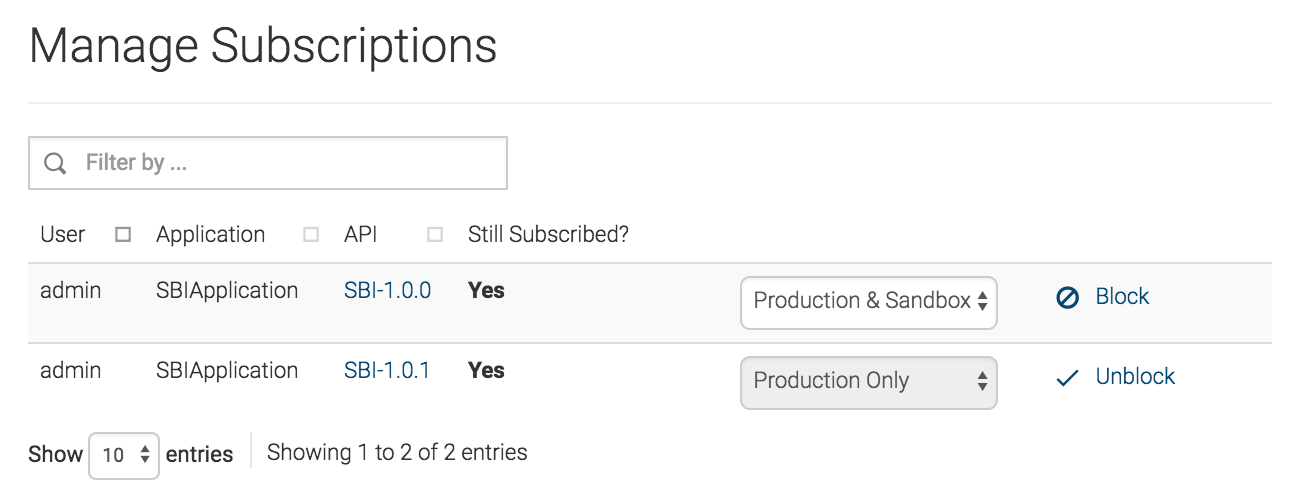 Manage Subscriptions
Filter by ...
User Application API Still Subscribed?
admin SBIApplication SBI-1.0.0 Yes Production & Sandbox Block
admin SBIApplication SBI-1.0.1 Yes Production Only Unblock
Show 10 entries Showing 1 to 2 of 2 entries